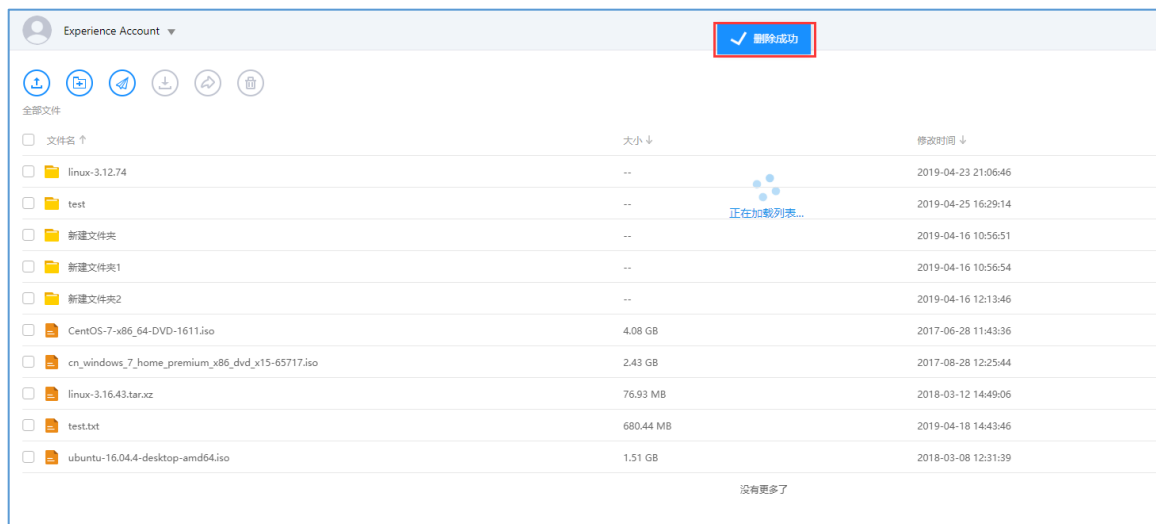 Experience Account
删除成功
全部文件
文件名 大小 修改时间
linux-3.12.74 -- 2019-04-23 21:06:46
test -- 2019-04-25 16:29:14
正在加载列表...
新建文件夹 -- 2019-04-16 10:56:51
新建文件夹1 -- 2019-04-16 10:56:54
新建文件夹2 -- 2019-04-16 12:13:46
CentOS-7-x86_64-DVD-1611.iso 4.08 GB 2017-06-28 11:43:36
cn_windows_7_home_premium_x86_dvd_x15-65717.iso 2.43 GB 2017-08-28 12:25:44
linux-3.16.43.tar.xz 76.93 MB 2018-03-12 14:49:06
test.txt 680.44 MB 2019-04-18 14:43:46
ubuntu-16.04.4-desktop-amd64.iso 1.51 GB 2018-03-08 12:31:39
没有更多了